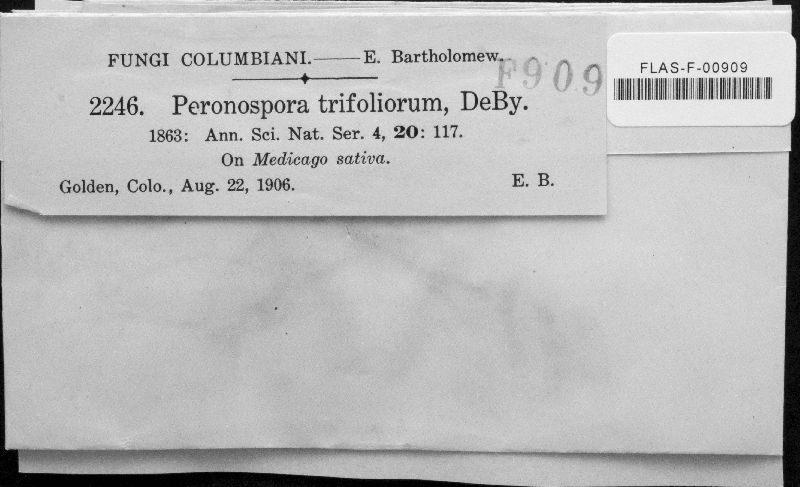 FUNGI COLUMBIANI.——E. Bartholomew.
F909
FLAS-F-00909
2246. Peronospora trifoliorum, DeBy.
1863: Ann. Sci. Nat. Ser. 4, 20: 117.
On Medicago sativa.
Golden, Colo., Aug. 22, 1906. E. B.